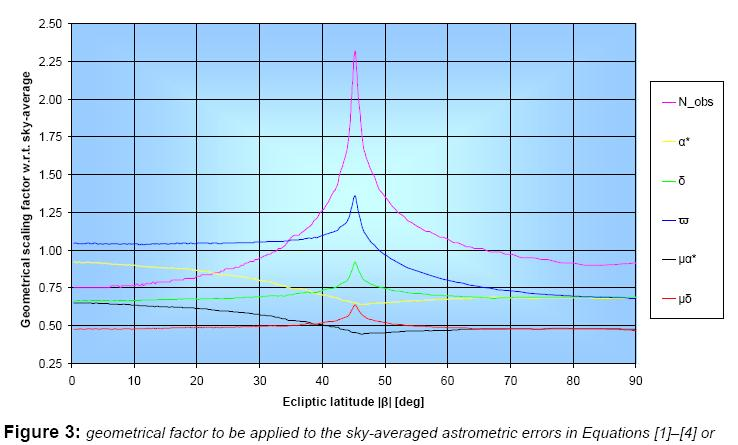 Geometrical scaling factor w.r.t. sky-average
2.50
2.25
2.00
1.75
1.50
1.25
1.00
0.75
0.50
0.25
0 10 20 30 40 50 60 70 80 90
Ecliptic latitude |β| [deg]
N_obs
α*
δ
ϖ
μα*
μδ
Figure 3: geometrical factor to be applied to the sky-averaged astrometric errors in Equations [1]–[4] or